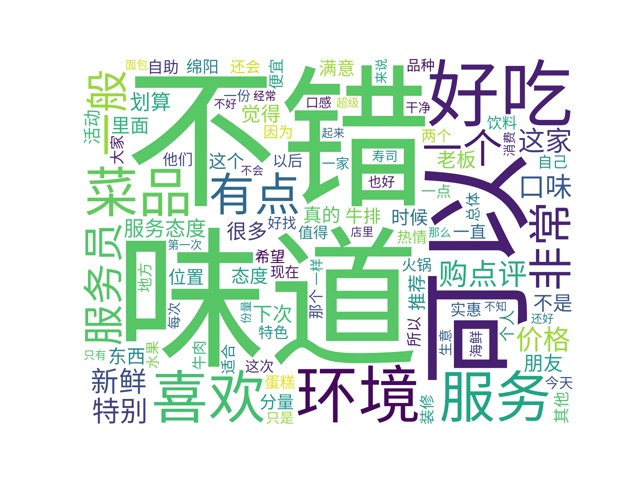 面包
自助
绵阳
还会
便宜
满意
来说
品种
好吃
一般
不错
活动
划算
不好
一份
经常
口感
超级
干净
里面
觉得
因为
起来
两个
饮料
消费
这家
大家
他们
这个
以后
一家
寿司
一个
老板
自己
菜品
不会
有点
也好
一点
口味
可以
服务员
服务态度
很多
好找
真的
牛排
值得
店里
时候
热情
那么
总体
一直
非常
第一次
味道
地方
位置
态度
希望
现在
一样
火锅
购点评
每次
份量
下次
特色
那个
所以
推荐
实惠
不知
个人
不是
还好
只有
东西
水果
牛肉
适合
这次
生意
海鲜
价格
朋友
新鲜
特别
喜欢
蛋糕
分量
只是
环境
装修
服务
今天
其他